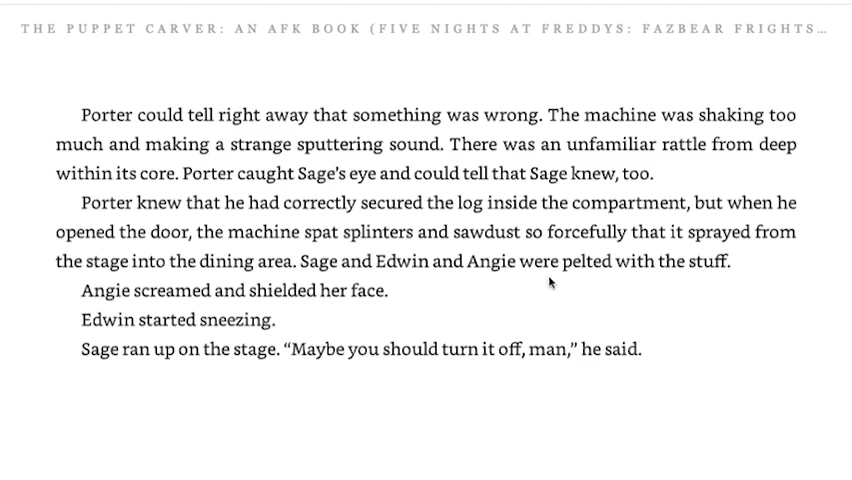 THE PUPPET CARVER: AN AFK BOOK (FIVE NIGHTS AT FREDDYS: FAZBEAR FRIGHTS…
Porter could tell right away that something was wrong. The machine was shaking too
much and making a strange sputtering sound. There was an unfamiliar rattle from deep
within its core. Porter caught Sage’s eye and could tell that Sage knew, too.
Porter knew that he had correctly secured the log inside the compartment, but when he
opened the door, the machine spat splinters and sawdust so forcefully that it sprayed from
the stage into the dining area. Sage and Edwin and Angie were pelted with the stuff.
Angie screamed and shielded her face.
Edwin started sneezing.
Sage ran up on the stage. “Maybe you should turn it off, man,” he said.